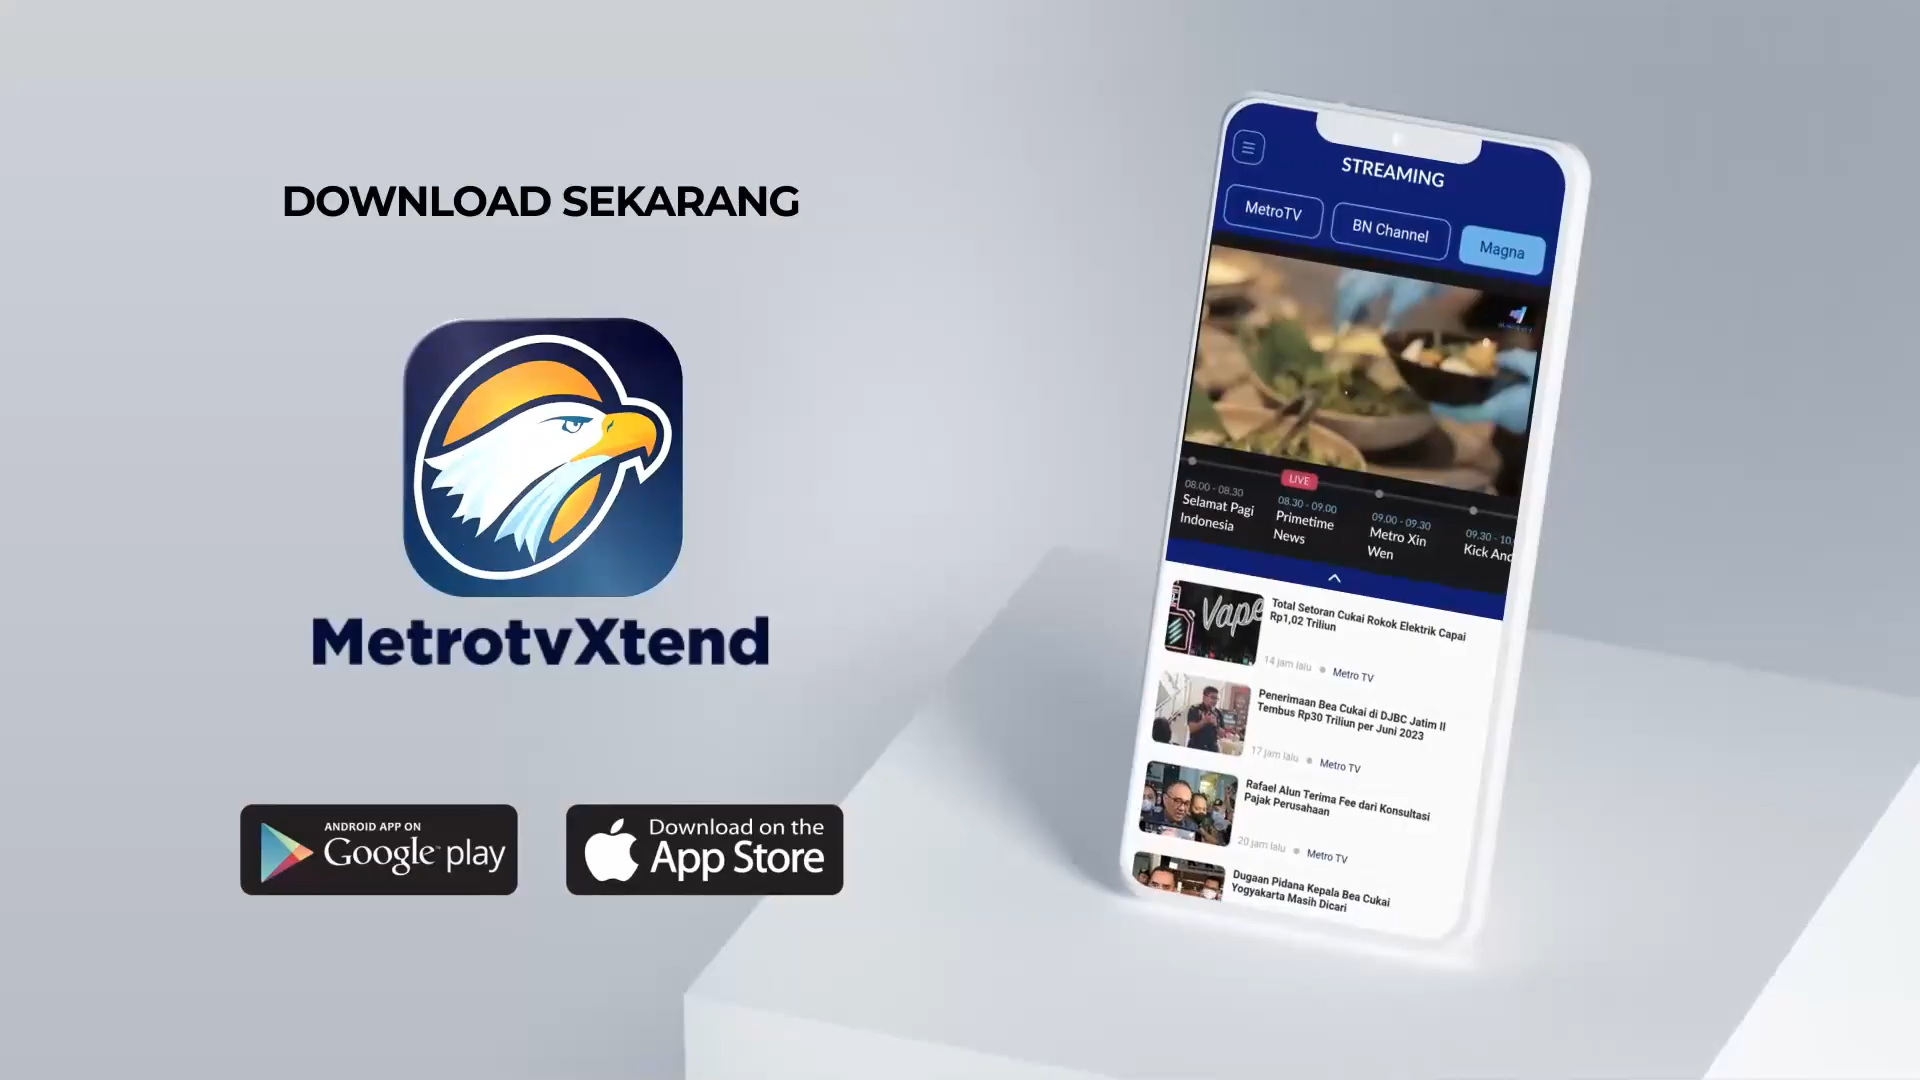 DOWNLOAD SEKARANG
MetrotvXtend
ANDROID APP ON
Google play
Download on the
App Store
STREAMING
MetroTV
BN Channel
Magna
LIVE
08.00 - 08.30
Selamat Pagi
Indonesia
08.30 - 09.00
Primetime
News
09.00 - 09.30
Metro Xin
Wen
09.30 - 10.
Kick And
Vape
Total Setoran Cukai Rokok Elektrik Capai
Rp1,02 Triliun
14 jam lalu
Metro TV
Penerimaan Bea Cukai di DJBC Jatim II
Tembus Rp30 Triliun per Juni 2023
17 jam lalu
Metro TV
Rafael Alun Terima Fee dari Konsultasi
Pajak Perusahaan
20 jam lalu
Metro TV
Dugaan Pidana Kepala Bea Cukai
Yogyakarta Masih Dicari